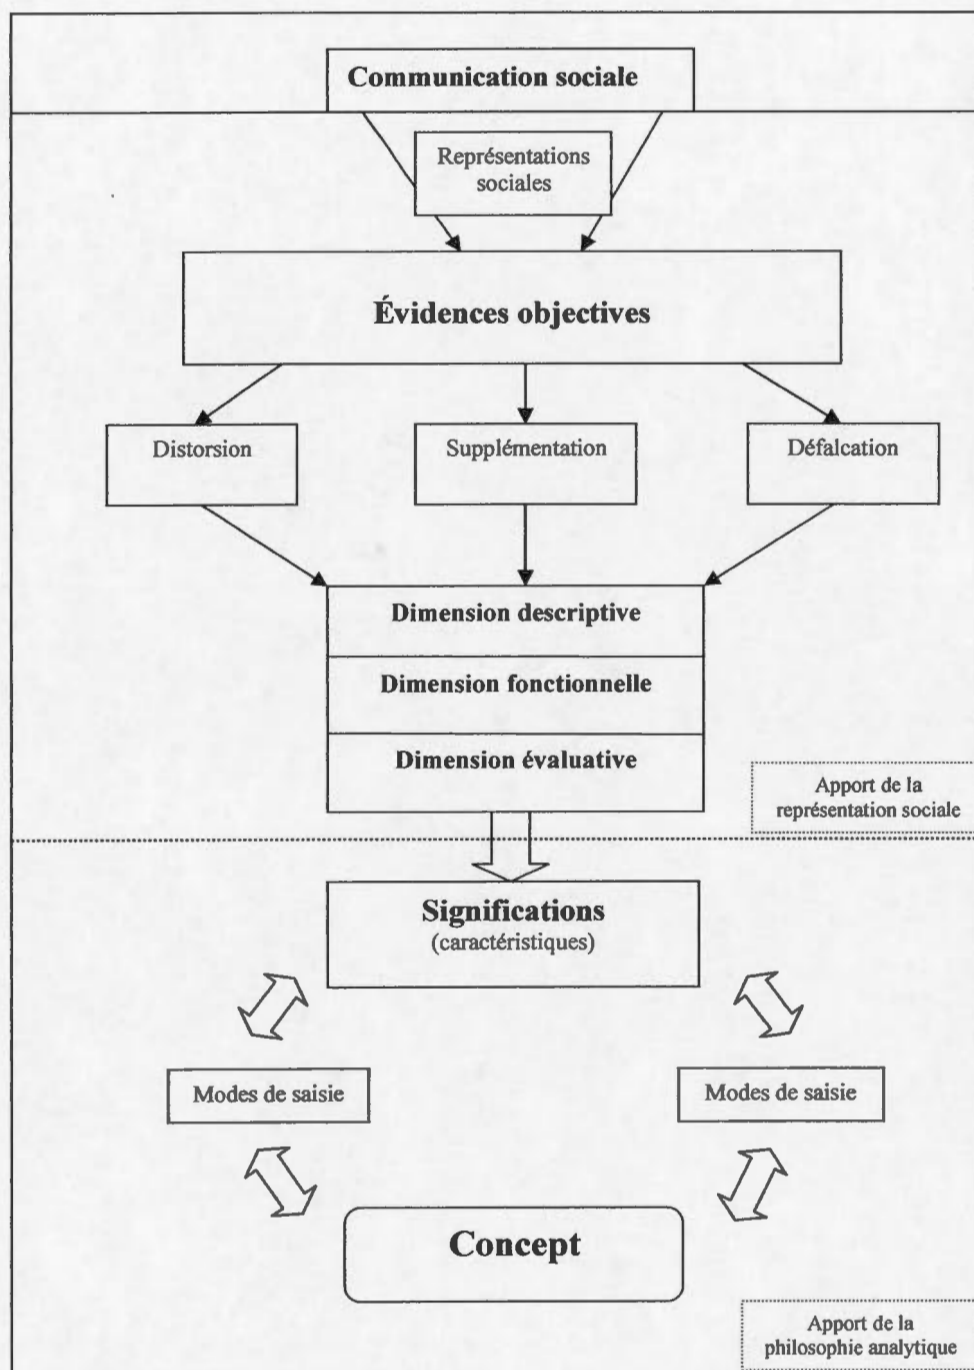 Communication sociale
Représentations
sociales
Évidences objectives
Distorsion
Supplémentation
Défalcation
Dimension descriptive
Dimension fonctionnelle
Dimension évaluative
Apport de la
représentation sociale
Significations
(caractéristiques)
Modes de saisie
Modes de saisie
Concept
Apport de la
philosophie analytique